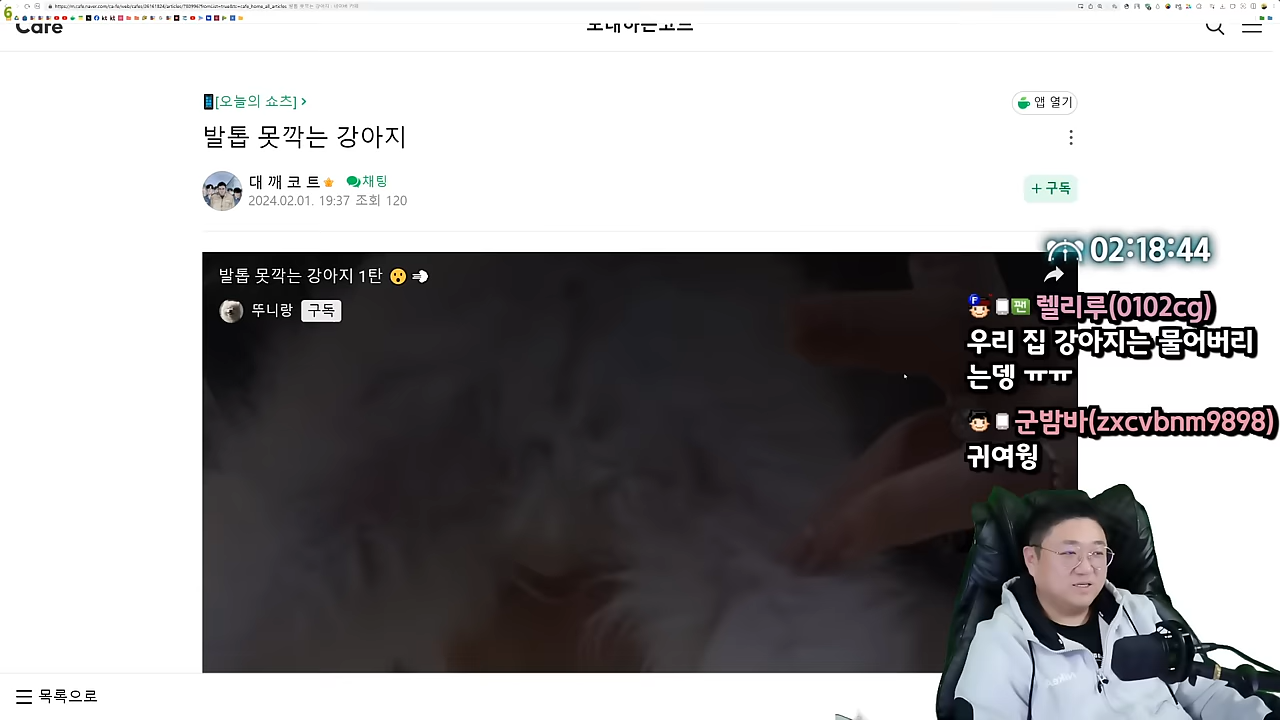 Cafe
[오늘의 쇼츠] >
앱 열기
발톱 못깍는 강아지
대 깨 코 트
채팅
2024.02.01. 19:37 조회 120
+ 구독
발톱 못깍는 강아지 1탄
뚜니랑 구독
02:18:44
팬 렐리루(0102cg)
우리 집 강아지는 물어버리
는뎅 ㅠㅠ
군밤바(zxcvbnm9898)
귀여웡
목록으로